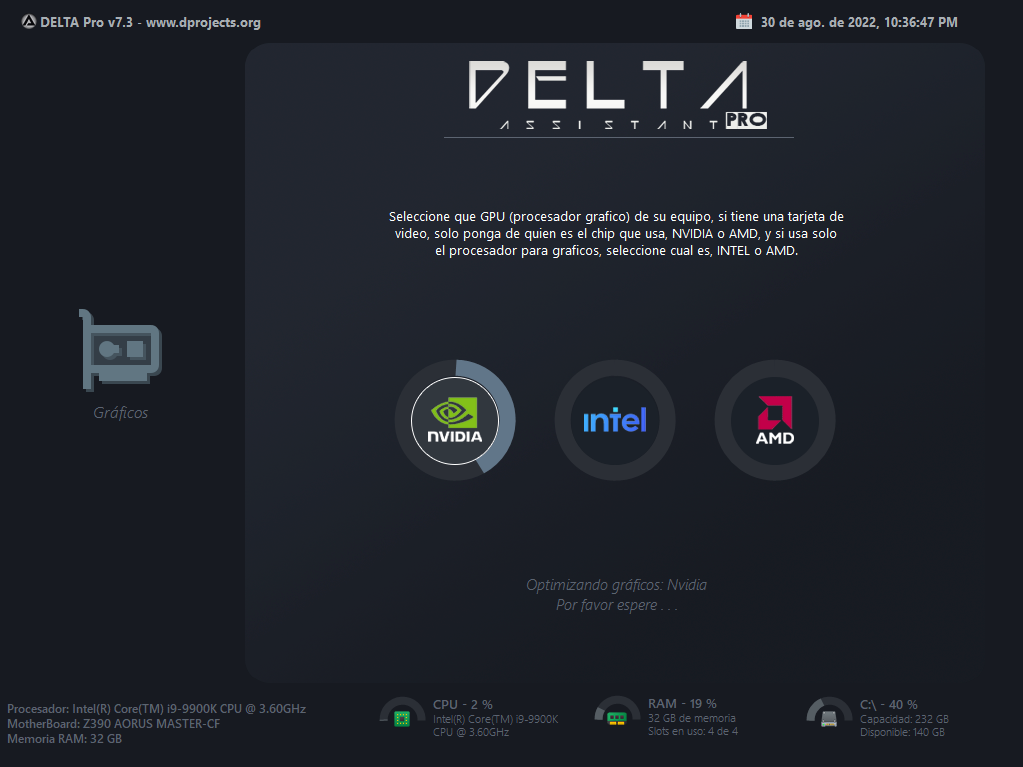 DELTA Pro v7.3 - www.dprojects.org
30 de ago. de 2022, 10:36:47 PM
DELTA
ASSISTANT PRO
Seleccione que GPU (procesador grafico) de su equipo, si tiene una tarjeta de
video, solo ponga de quien es el chip que usa, NVIDIA o AMD, y si usa solo
el procesador para graficos, seleccione cual es, INTEL o AMD.
Gráficos
NVIDIA
intel
AMD
Optimizando gráficos: Nvidia
Por favor espere . . .
Procesador: Intel(R) Core(TM) i9-9900K CPU @ 3.60GHz
MotherBoard: Z390 AORUS MASTER-CF
Memoria RAM: 32 GB
CPU - 2 %
Intel(R) Core(TM) i9-9900K
CPU @ 3.60GHz
RAM - 19 %
32 GB de memoria
Slots en uso: 4 de 4
C:\ - 40 %
Capacidad: 232 GB
Disponible: 140 GB